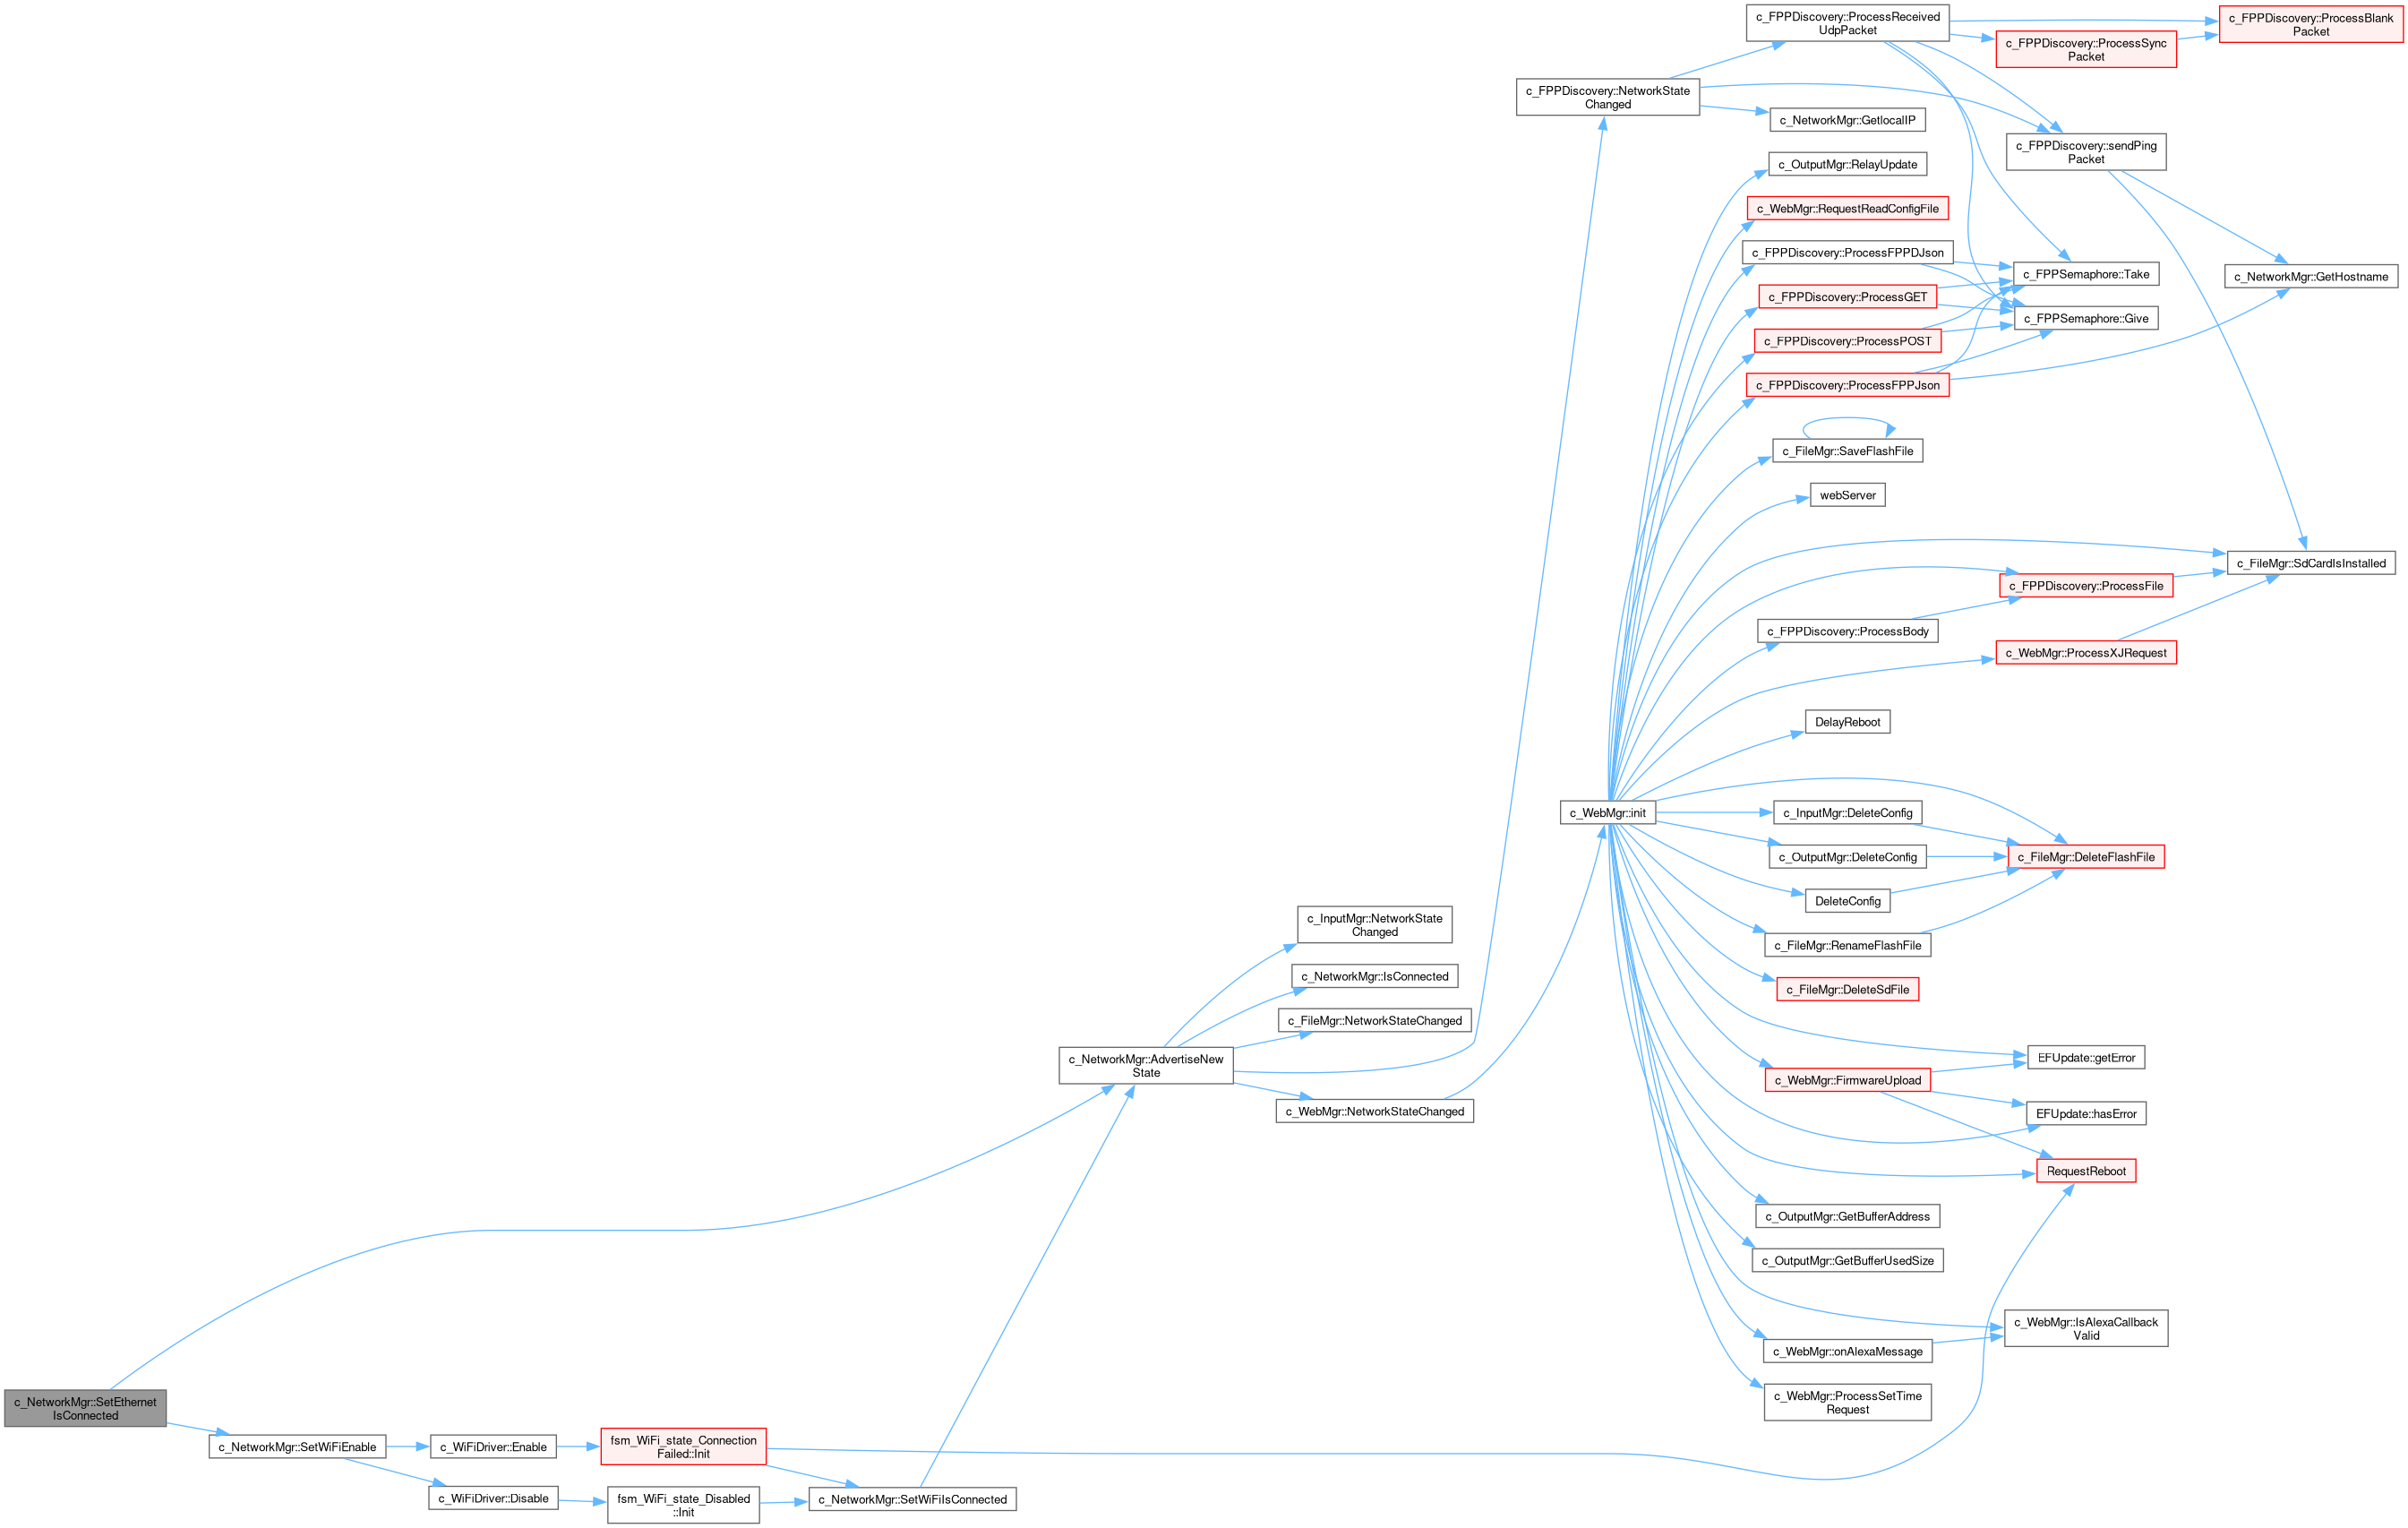 c_FPPDiscovery::ProcessReceived
UdpPacket
c_FPPDiscovery::ProcessBlank
Packet
c_FPPDiscovery::ProcessSync
Packet
c_FPPDiscovery::NetworkState
Changed
c_NetworkMgr::GetlocalIP
c_FPPDiscovery::sendPing
Packet
c_OutputMgr::RelayUpdate
c_WebMgr::RequestReadConfigFile
c_FPPDiscovery::ProcessFPPDJson
c_FPPSemaphore::Take
c_NetworkMgr::GetHostname
c_FPPDiscovery::ProcessGET
c_FPPSemaphore::Give
c_FPPDiscovery::ProcessPOST
c_FPPDiscovery::ProcessFPPJson
c_FileMgr::SaveFlashFile
webServer
c_FileMgr::SdCardIsInstalled
c_FPPDiscovery::ProcessFile
c_FPPDiscovery::ProcessBody
c_WebMgr::ProcessXJRequest
DelayReboot
c_WebMgr::init
c_InputMgr::DeleteConfig
c_OutputMgr::DeleteConfig
c_FileMgr::DeleteFlashFile
DeleteConfig
c_InputMgr::NetworkState
Changed
c_FileMgr::RenameFlashFile
c_NetworkMgr::IsConnected
c_FileMgr::DeleteSdFile
c_FileMgr::NetworkStateChanged
c_NetworkMgr::AdvertiseNew
State
EFUpdate::getError
c_WebMgr::FirmwareUpload
c_WebMgr::NetworkStateChanged
EFUpdate::hasError
RequestReboot
c_OutputMgr::GetBufferAddress
c_OutputMgr::GetBufferUsedSize
c_WebMgr::IsAlexaCallback
Valid
c_WebMgr::onAlexaMessage
c_WebMgr::ProcessSetTime
Request
c_NetworkMgr::SetEthernet
IsConnected
c_NetworkMgr::SetWiFiEnable
c_WiFiDriver::Enable
fsm_WiFi_state_Connection
Failed::Init
c_WiFiDriver::Disable
fsm_WiFi_state_Disabled
::Init
c_NetworkMgr::SetWiFiIsConnected